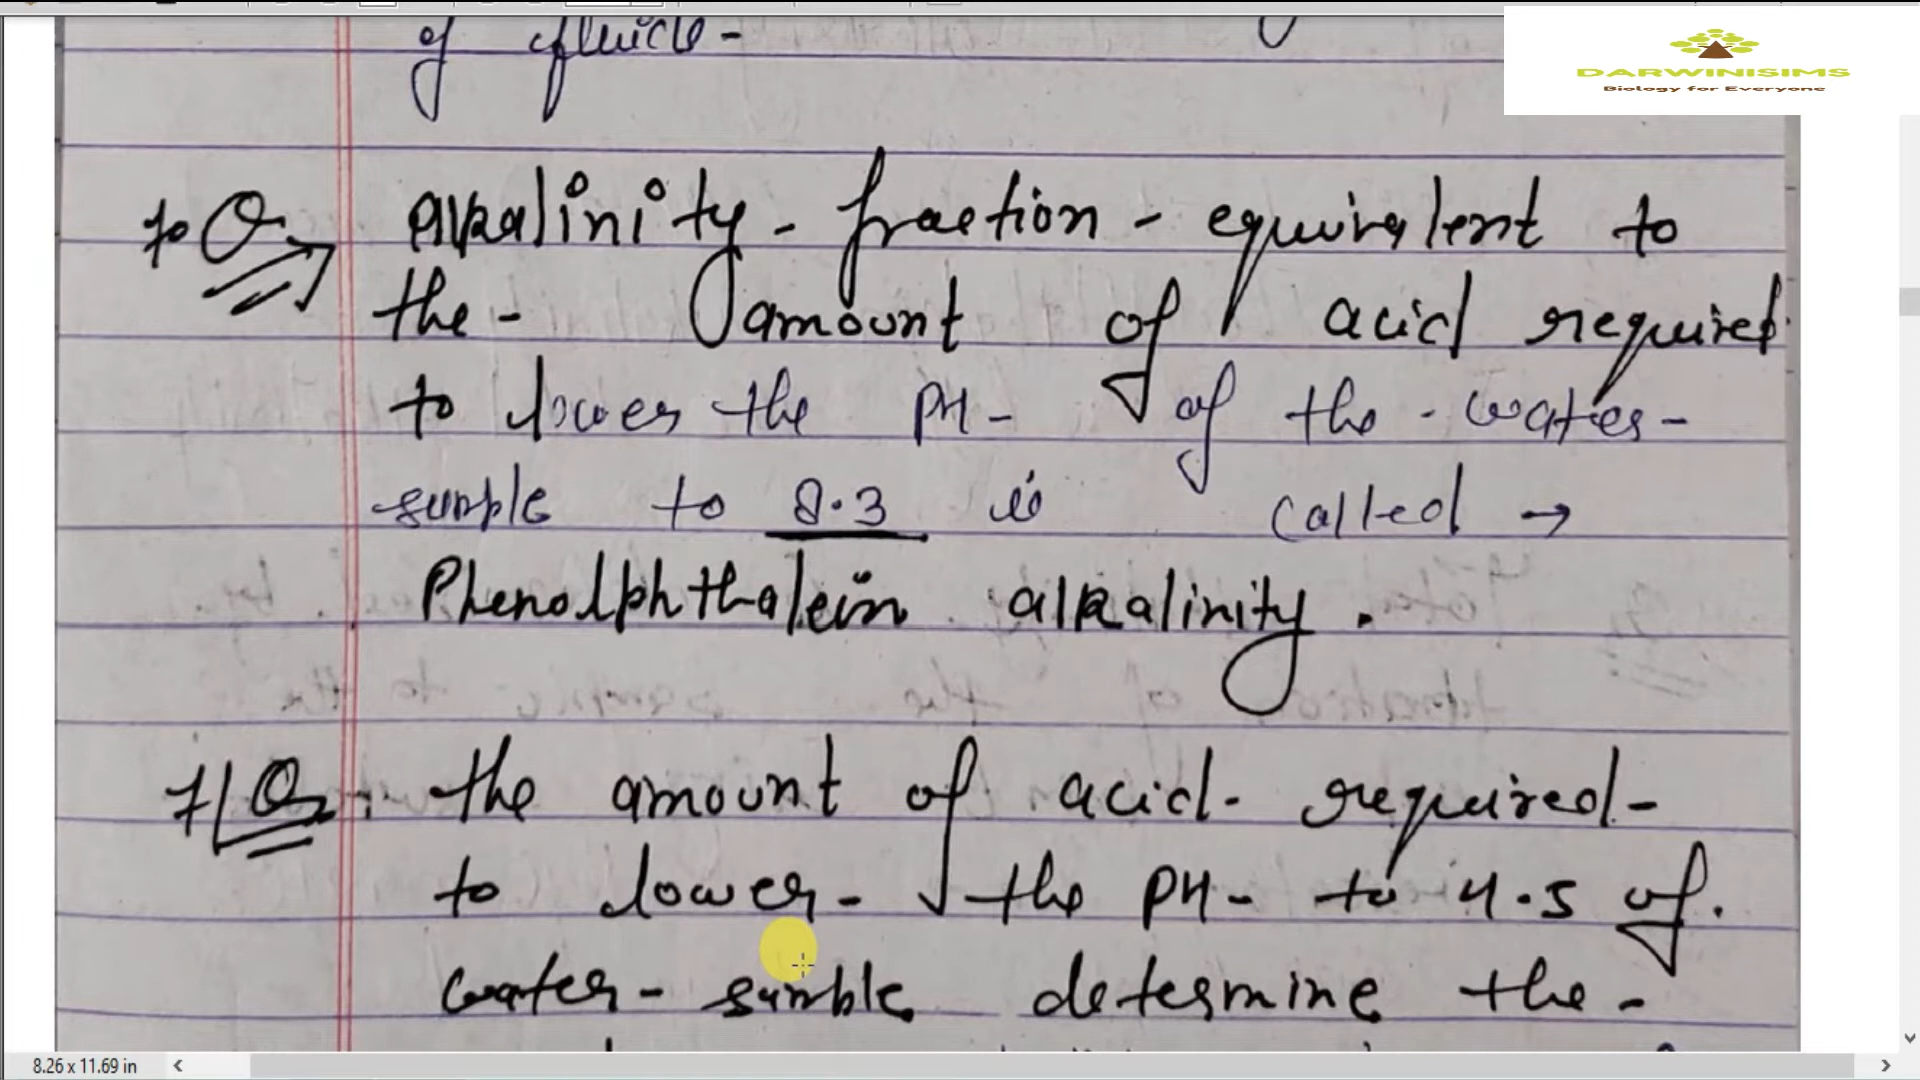 of fluids-
DARWINISIMS
Biology for Everyone
70 Q
Alkalinity - fraction - equivalent to
the - amount of acid required
to lower the PH- of the - water-
sample to 8.3 is called →
Phenolphthalein alkalinity.
71 Q. the amount of acid- required-
to lower- the PH- to 4.5 of.
water- sample determine the-
8.26 x 11.69 in